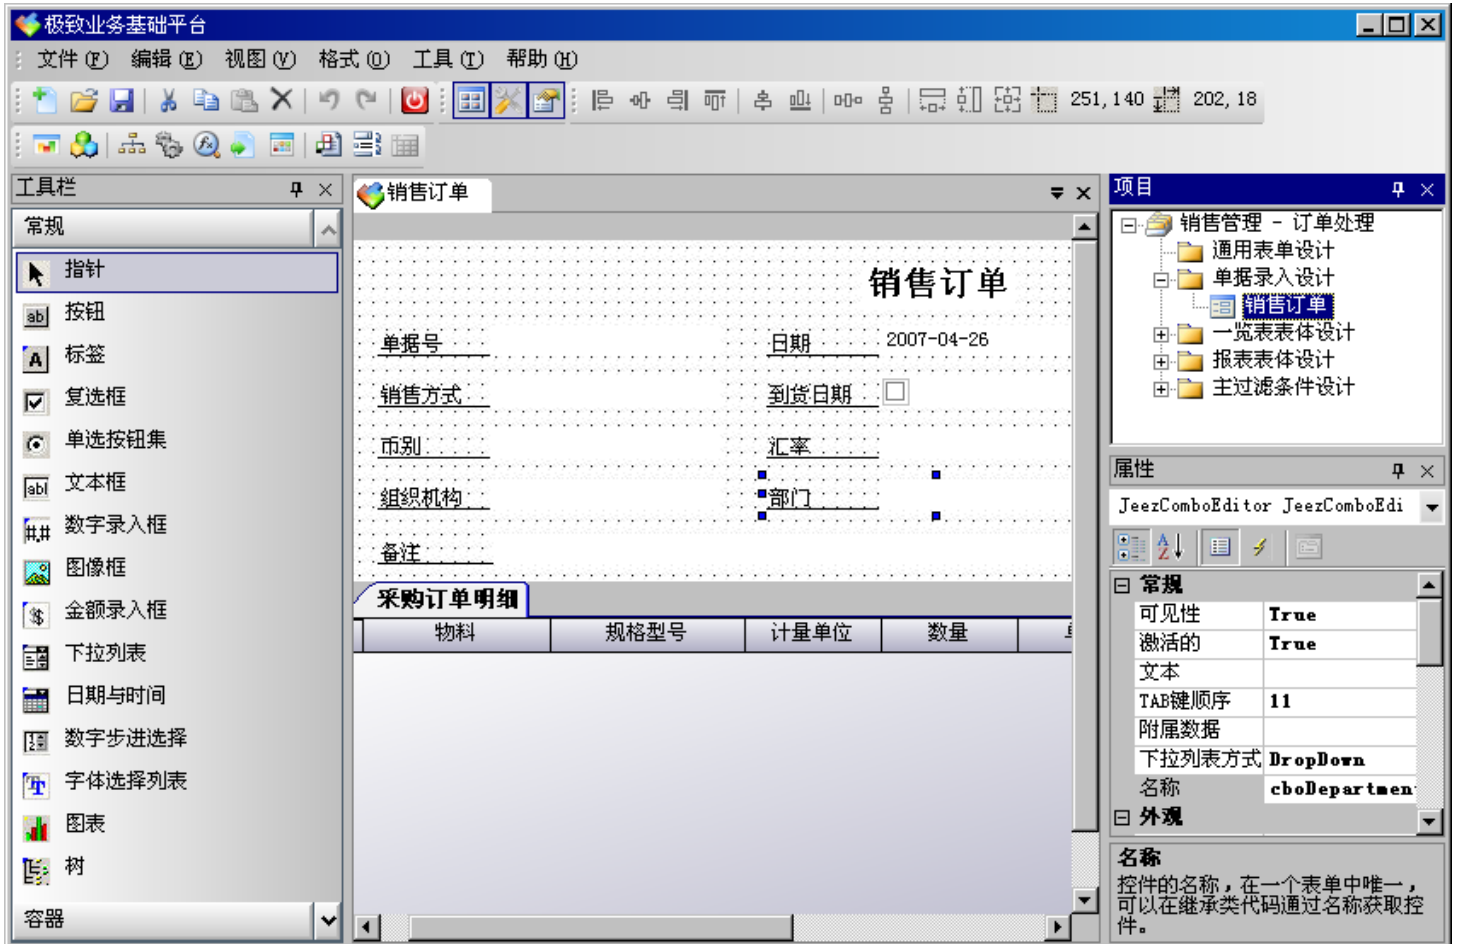 极致业务基础平台
文件(F) 编辑(E) 视图(V) 格式(O) 工具(T) 帮助(H)
251,140 202,18
工具栏
常规
指针
按钮
标签
复选框
单选按钮集
文本框
数字录入框
图像框
金额录入框
下拉列表
日期与时间
数字步进选择
字体选择列表
图表
树
容器
销售订单
销售订单
单据号 日期 2007-04-26
销售方式 到货日期
币别 汇率
组织机构 部门
备注
采购订单明细
物料 规格型号 计量单位 数量
项目
销售管理 - 订单处理
通用表单设计
单据录入设计
销售订单
一览表表体设计
报表表体设计
主过滤条件设计
属性
JeezComboEditor JeezComboEdi
常规
可见性 True
激活的 True
文本
TAB键顺序 11
附属数据
下拉列表方式 DropDown
名称 cboDepartmen
外观
名称
控件的名称，在一个表单中唯一，
可以在继承类代码通过名称获取控
件。